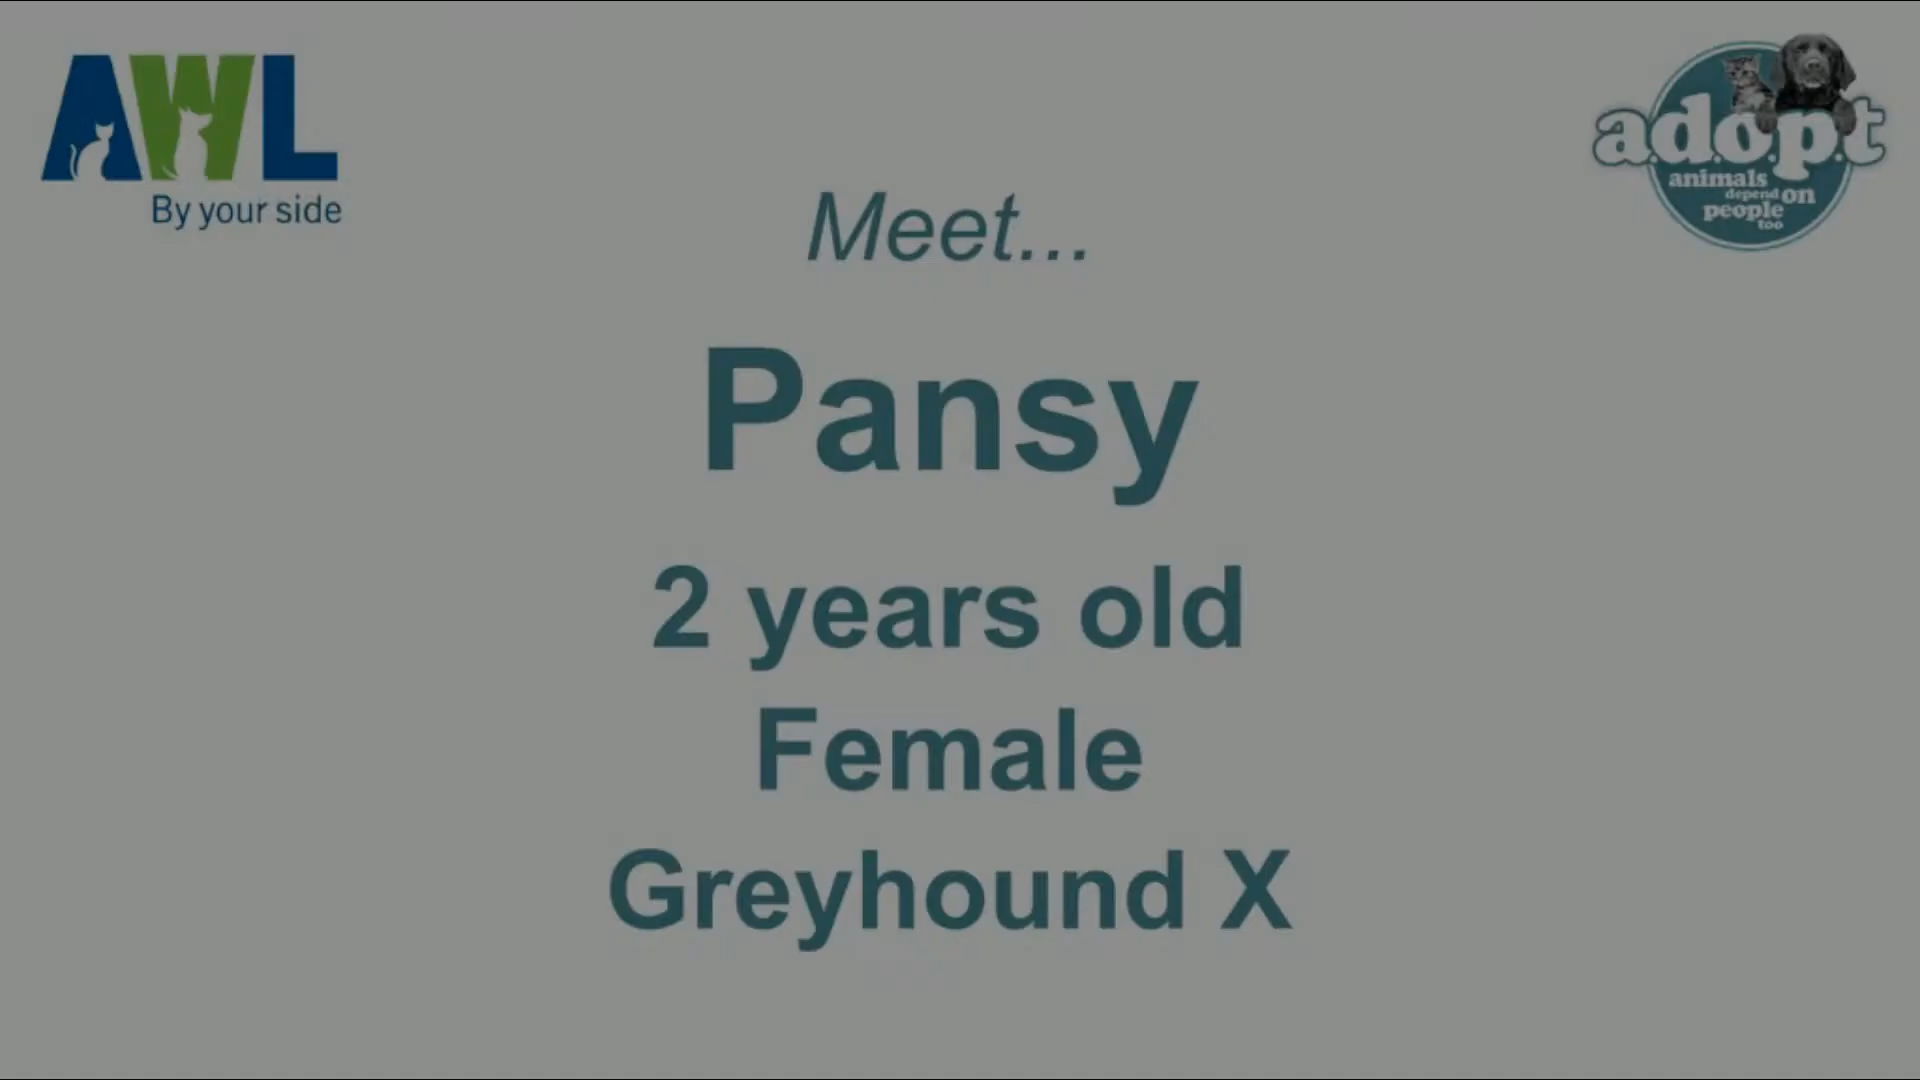 AWL
By your side
a.d.o.p.t
animals
depend on
people
too
Meet...
Pansy
2 years old
Female
Greyhound X